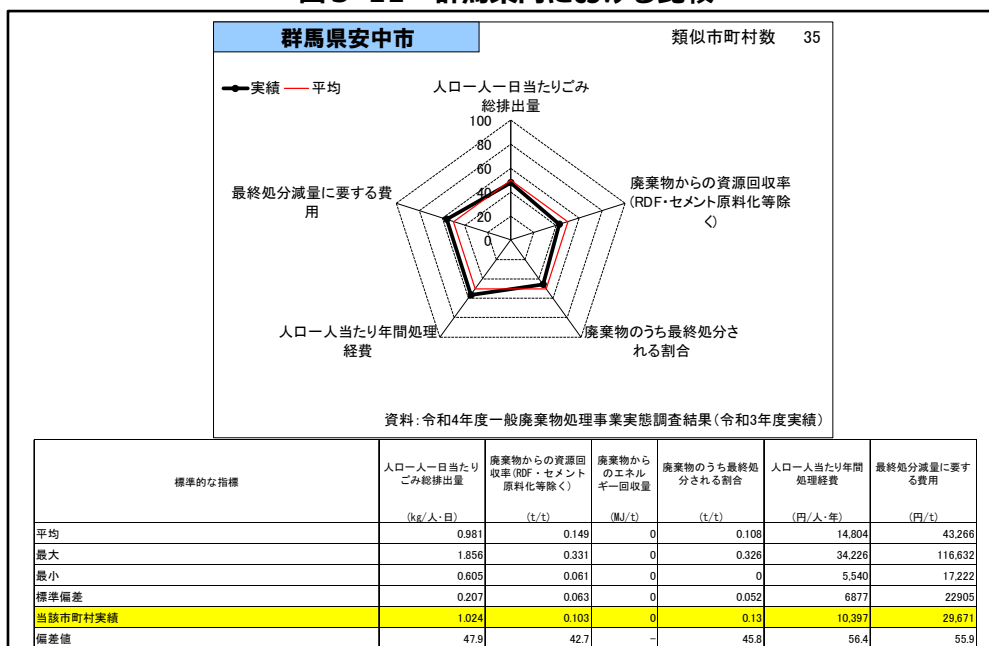 群馬県安中市
類似市町村数 35
実績 平均
人口一人一日当たりごみ
総排出量
100
80
60
40
20
0
廃棄物からの資源回収率
(RDF・セメント原料化等除
く)
最終処分減量に要する費
用
人口一人当たり年間処理
経費
廃棄物のうち最終処分さ
れる割合
資料:令和4年度一般廃棄物処理事業実態調査結果(令和3年度実績)
標準的な指標
人口一人一日当たり
ごみ総排出量
(kg/人・日)
廃棄物からの資源回
収率(RDF・セメント
原料化等除く)
(t/t)
廃棄物から
のエネル
ギー回収量
(MJ/t)
廃棄物のうち最終処
分される割合
(t/t)
人口一人当たり年間
処理経費
(円/人・年)
最終処分減量に要す
る費用
(円/t)
平均 0.981 0.149 0 0.108 14,804 43,266
最大 1.856 0.331 0 0.326 34,226 116,632
最小 0.605 0.061 0 0 5,540 17,222
標準偏差 0.207 0.063 0 0.052 6877 22905
当該市町村実績 1.024 0.103 0 0.13 10,397 29,671
偏差値 47.9 42.7 － 45.8 56.4 55.9